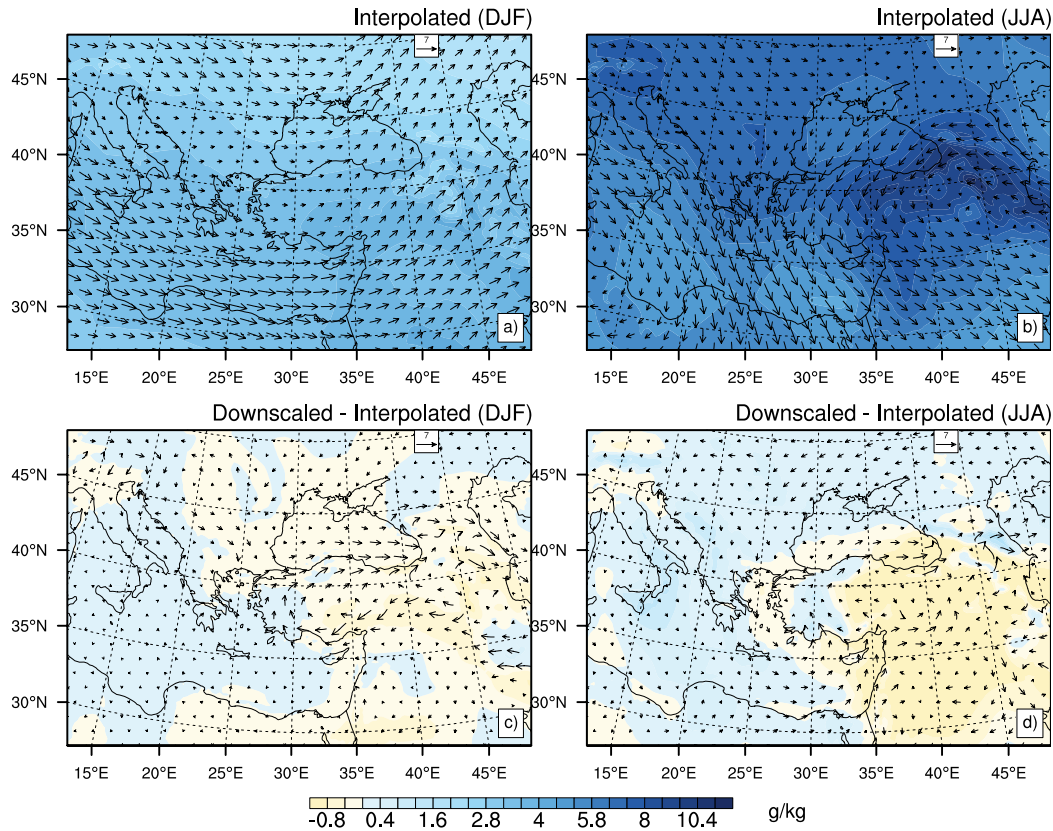 Interpolated (DJF)
Interpolated (JJA)
7
7
45°N
40°N
35°N
30°N
a)
15°E 20°E 25°E 30°E 35°E 40°E 45°E
45°N
40°N
35°N
30°N
b)
15°E 20°E 25°E 30°E 35°E 40°E 45°E
Downscaled - Interpolated (DJF)
Downscaled - Interpolated (JJA)
7
7
45°N
40°N
35°N
30°N
c)
15°E 20°E 25°E 30°E 35°E 40°E 45°E
45°N
40°N
35°N
30°N
d)
15°E 20°E 25°E 30°E 35°E 40°E 45°E
-0.8 0.4 1.6 2.8 4 5.8 8 10.4 g/kg